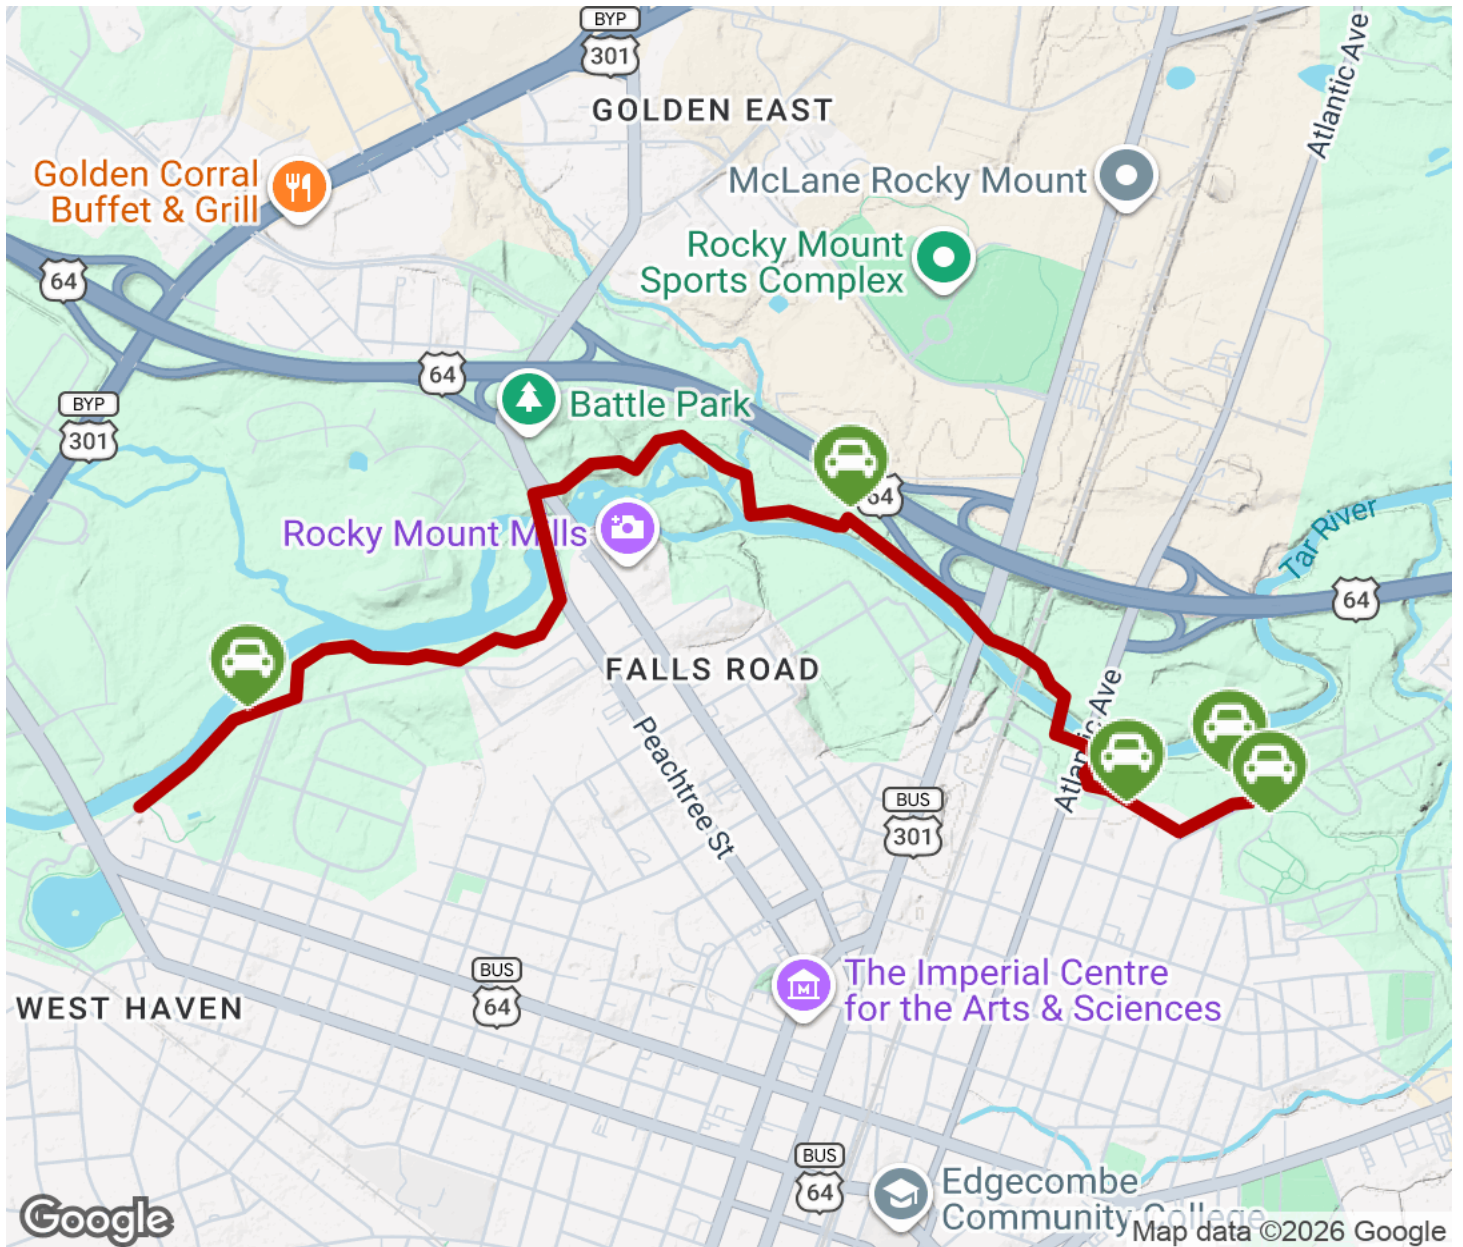 BYP
301
GOLDEN EAST
Atlantic Ave
Golden Corral
Buffet & Grill
McLane Rocky Mount
Rocky Mount
Sports Complex
64
64
BYP
301
Battle Park
64
Tar River
Rocky Mount Mills
64
FALLS ROAD
Atlantic Ave
Peachtree St
BUS
301
BUS
64
The Imperial Centre
for the Arts & Sciences
WEST HAVEN
BUS
64
Edgecombe
Community College
Google
Map data ©2026 Google